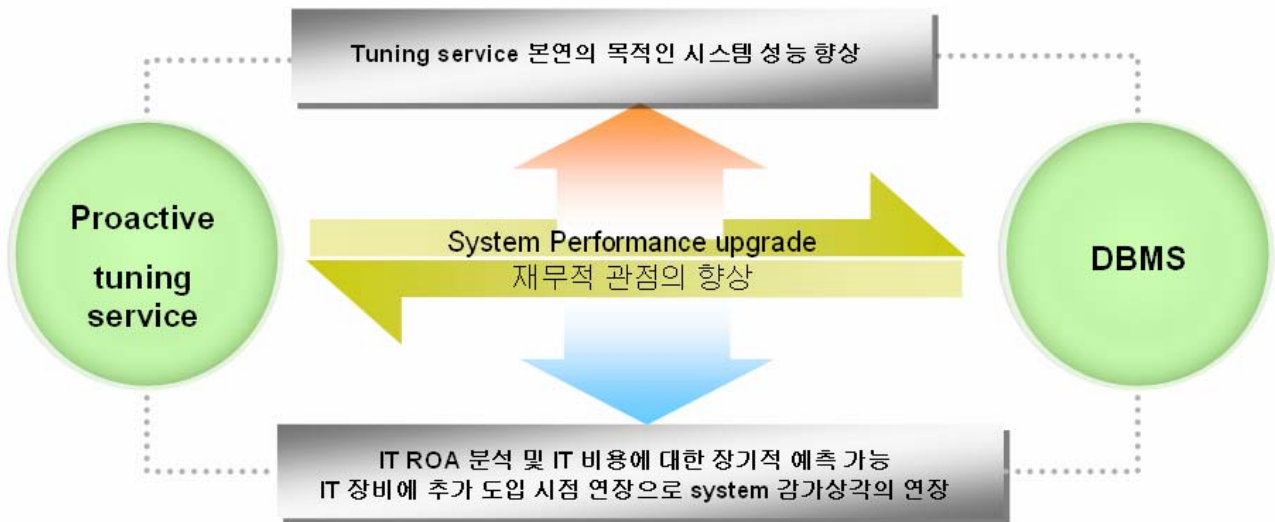 Tuning service 본연의 목적인 시스템 성능 향상
Proactive
tuning
service
System Performance upgrade
재무적 관점의 향상
DBMS
IT ROA 분석 및 IT 비용에 대한 장기적 예측 가능
IT 장비에 추가 도입 시점 연장으로 system 감가상각의 연장